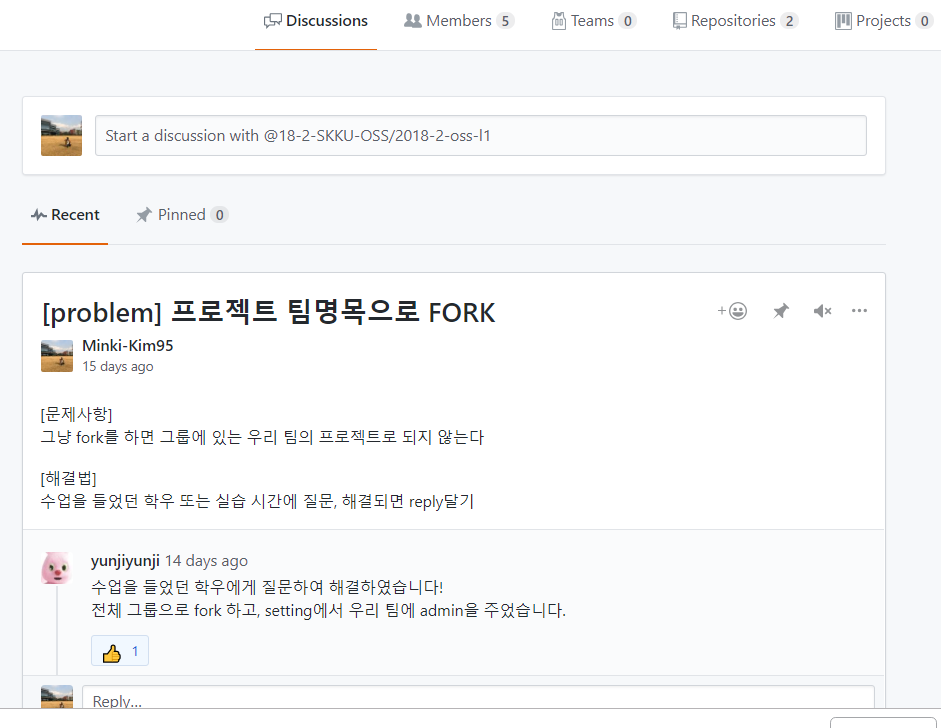 Discussions Members 5 Teams 0 Repositories 2 Projects 0
Start a discussion with @18-2-SKKU-OSS/2018-2-oss-l1
Recent Pinned 0
[problem] 프로젝트 팀명목으로 FORK
Minki-Kim95
15 days ago
[문제사항]
그냥 fork를 하면 그룹에 있는 우리 팀의 프로젝트로 되지 않는다
[해결법]
수업을 들었던 학우 또는 실습 시간에 질문, 해결되면 reply달기
yunjiyunji 14 days ago
수업을 들었던 학우에게 질문하여 해결하였습니다!
전체 그룹으로 fork 하고, setting에서 우리 팀에 admin을 주었습니다.
1
Reply...